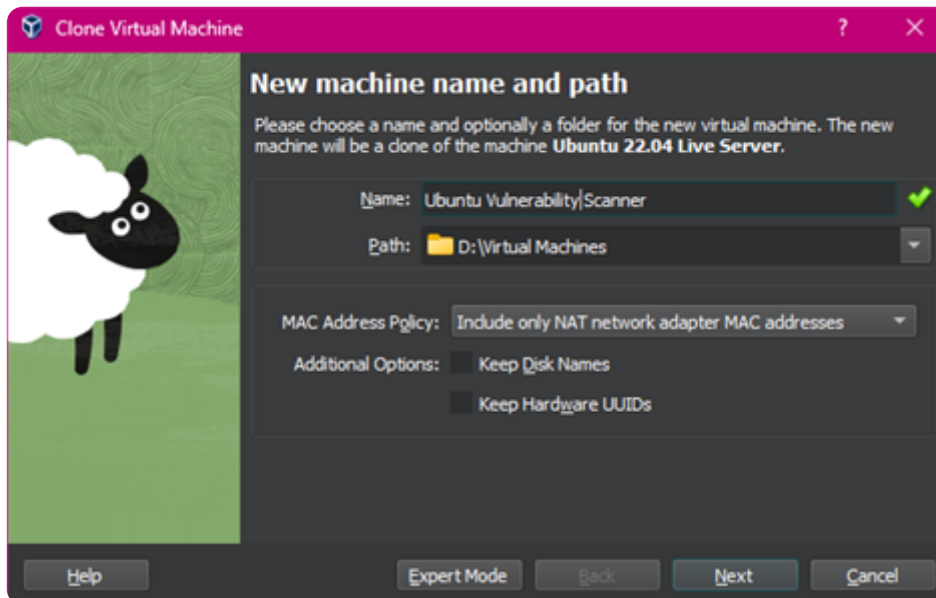 Clone Virtual Machine
New machine name and path
Please choose a name and optionally a folder for the new virtual machine. The new
machine will be a clone of the machine Ubuntu 22.04 Live Server.
Name: Ubuntu Vulnerability Scanner
Path: D:\Virtual Machines
MAC Address Policy: Include only NAT network adapter MAC addresses
Additional Options: Keep Disk Names
Keep Hardware UUIDs
Help Expert Mode Back Next Cancel